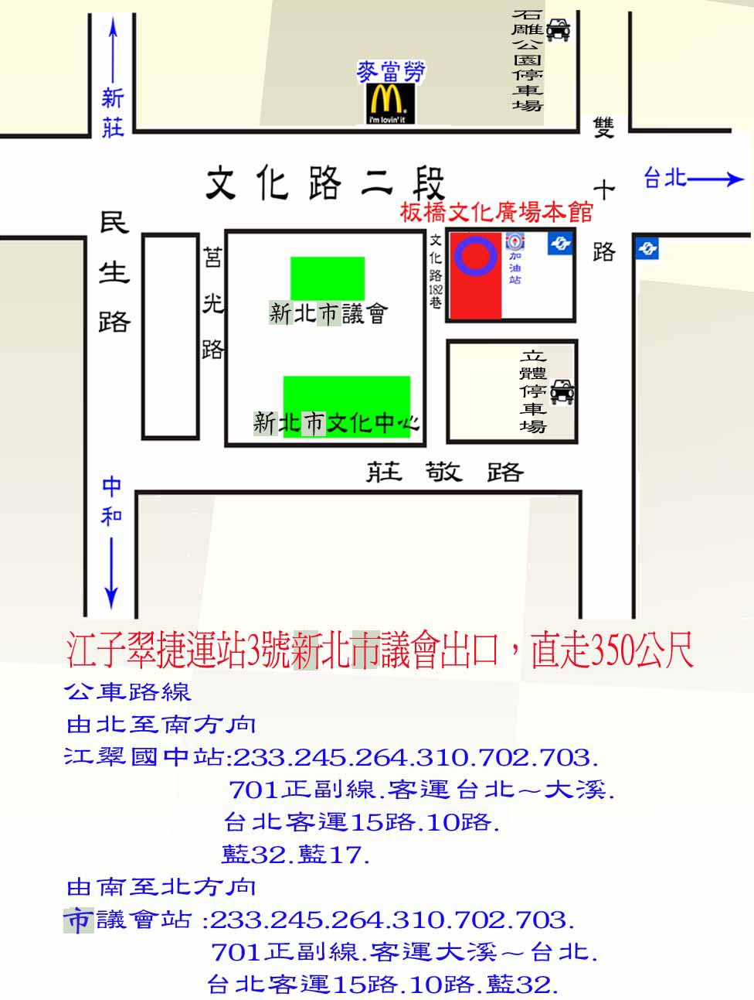 石雕公園停車場
麥當勞
i'm lovin' it
新莊
雙十路
文化路二段
台北
板橋文化廣場本館
民生路
莒光路
文化路182巷
加油站
新北市議會
立體停車場
新北市文化中心
莊敬路
中和
江子翠捷運站3號新北市議會出口，直走350公尺
公車路線
由北至南方向
江翠國中站:233.245.264.310.702.703.
701正副線.客運台北~大溪.
台北客運15路.10路.
藍32.藍17.
由南至北方向
市議會站 :233.245.264.310.702.703.
701正副線.客運大溪~台北.
台北客運15路.10路.藍32.